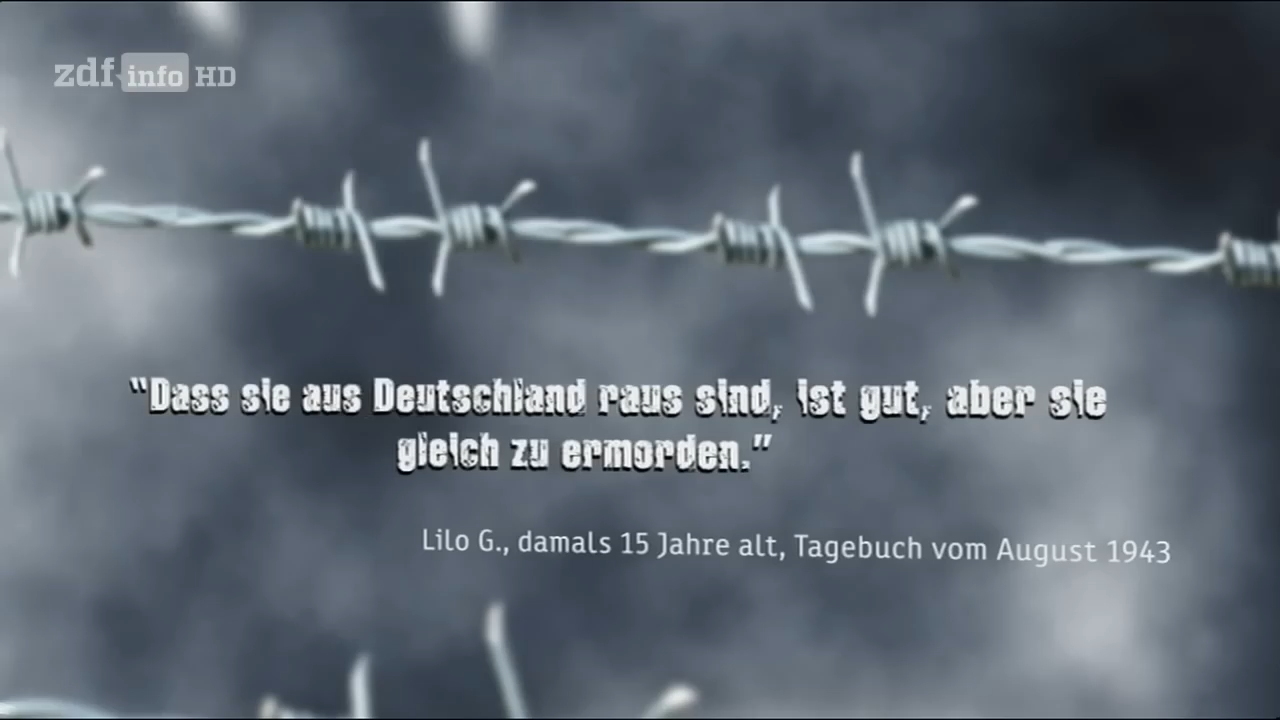 zdf info HD
"Dass sie aus Deutschland raus sind, ist gut, aber sie
gleich zu ermorden."
Lilo G., damals 15 Jahre alt, Tagebuch vom August 1943